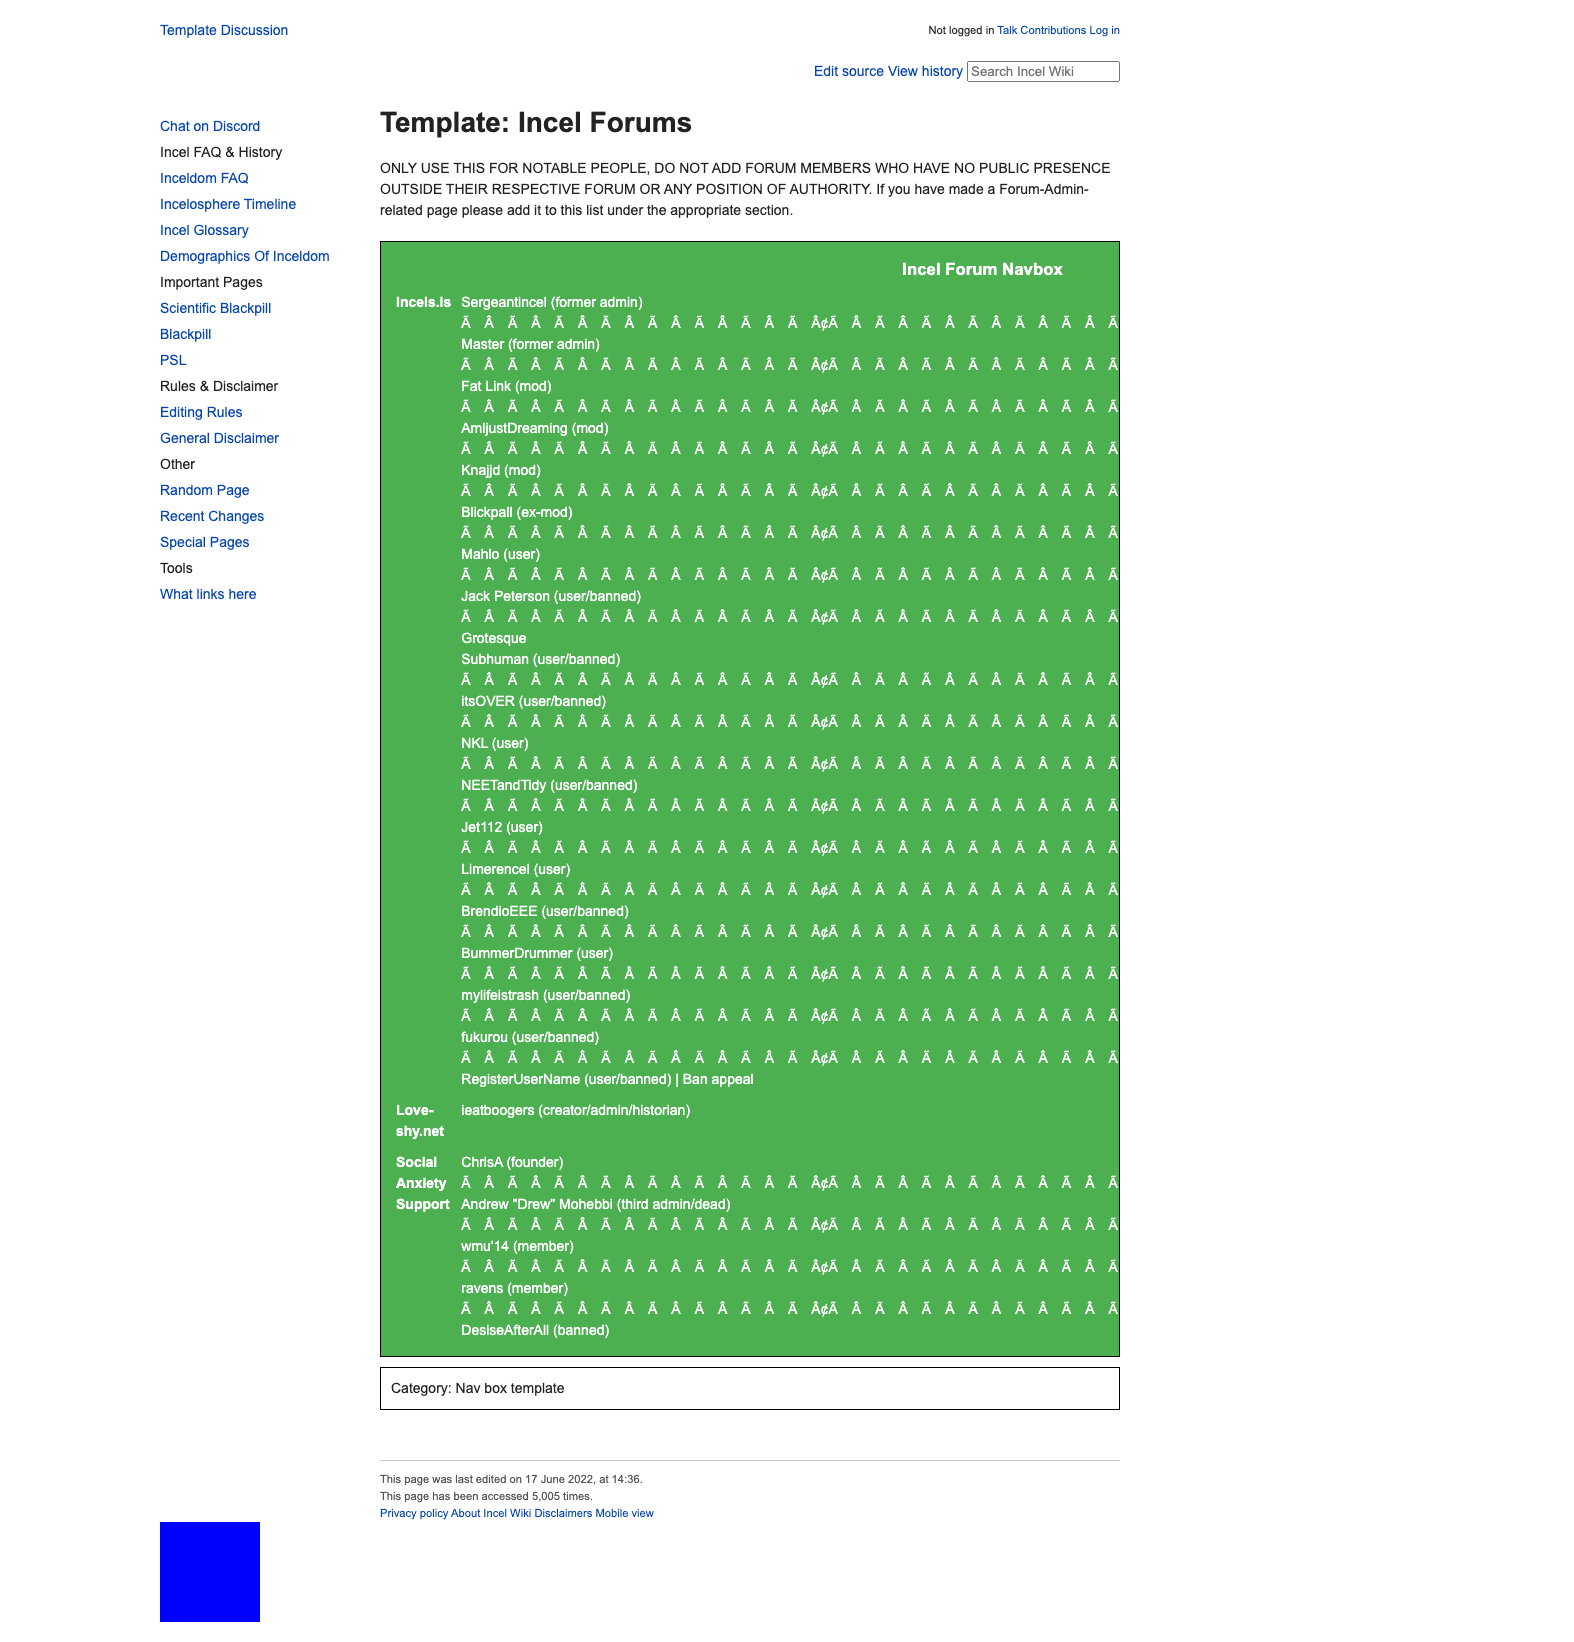 Template Discussion
Not logged in Talk Contributions Log in
Edit source View history Search Incel Wiki
Chat on Discord
Incel FAQ & History
Inceldom FAQ
Incelosphere Timeline
Incel Glossary
Demographics Of Inceldom
Important Pages
Scientific Blackpill
Blackpill
PSL
Rules & Disclaimer
Editing Rules
General Disclaimer
Other
Random Page
Recent Changes
Special Pages
Tools
What links here
Template: Incel Forums
ONLY USE THIS FOR NOTABLE PEOPLE, DO NOT ADD FORUM MEMBERS WHO HAVE NO PUBLIC PRESENCE
OUTSIDE THEIR RESPECTIVE FORUM OR ANY POSITION OF AUTHORITY. If you have made a Forum-Admin-
related page please add it to this list under the appropriate section.
Incel Forum Navbox
Incels.is Sergeantincel (former admin)
Ã Â Ã Â Ã Â Ã Â Ã Â Ã Â Ã Â Ã Â¢Ã Â Ã Â Ã Â Ã Â Ã Â Ã Â Ã
Master (former admin)
Ã Â Ã Â Ã Â Ã Â Ã Â Ã Â Ã Â Ã Â¢Ã Â Ã Â Ã Â Ã Â Ã Â Ã Â Ã
Fat Link (mod)
Ã Â Ã Â Ã Â Ã Â Ã Â Ã Â Ã Â Ã Â¢Ã Â Ã Â Ã Â Ã Â Ã Â Ã Â Ã
AmIjustDreaming (mod)
Ã Â Ã Â Ã Â Ã Â Ã Â Ã Â Ã Â Ã Â¢Ã Â Ã Â Ã Â Ã Â Ã Â Ã Â Ã
Knajjd (mod)
Ã Â Ã Â Ã Â Ã Â Ã Â Ã Â Ã Â Ã Â¢Ã Â Ã Â Ã Â Ã Â Ã Â Ã Â Ã
Blickpall (ex-mod)
Ã Â Ã Â Ã Â Ã Â Ã Â Ã Â Ã Â Ã Â¢Ã Â Ã Â Ã Â Ã Â Ã Â Ã Â Ã
Mahlo (user)
Ã Â Ã Â Ã Â Ã Â Ã Â Ã Â Ã Â Ã Â¢Ã Â Ã Â Ã Â Ã Â Ã Â Ã Â Ã
Jack Peterson (user/banned)
Ã Â Ã Â Ã Â Ã Â Ã Â Ã Â Ã Â Ã Â¢Ã Â Ã Â Ã Â Ã Â Ã Â Ã Â Ã
Grotesque
Subhuman (user/banned)
Ã Â Ã Â Ã Â Ã Â Ã Â Ã Â Ã Â Ã Â¢Ã Â Ã Â Ã Â Ã Â Ã Â Ã Â Ã
itsOVER (user/banned)
Ã Â Ã Â Ã Â Ã Â Ã Â Ã Â Ã Â Ã Â¢Ã Â Ã Â Ã Â Ã Â Ã Â Ã Â Ã
NKL (user)
Ã Â Ã Â Ã Â Ã Â Ã Â Ã Â Ã Â Ã Â¢Ã Â Ã Â Ã Â Ã Â Ã Â Ã Â Ã
NEETandTidy (user/banned)
Ã Â Ã Â Ã Â Ã Â Ã Â Ã Â Ã Â Ã Â¢Ã Â Ã Â Ã Â Ã Â Ã Â Ã Â Ã
Jet112 (user)
Ã Â Ã Â Ã Â Ã Â Ã Â Ã Â Ã Â Ã Â¢Ã Â Ã Â Ã Â Ã Â Ã Â Ã Â Ã
Limerencel (user)
Ã Â Ã Â Ã Â Ã Â Ã Â Ã Â Ã Â Ã Â¢Ã Â Ã Â Ã Â Ã Â Ã Â Ã Â Ã
BrendioEEE (user/banned)
Ã Â Ã Â Ã Â Ã Â Ã Â Ã Â Ã Â Ã Â¢Ã Â Ã Â Ã Â Ã Â Ã Â Ã Â Ã
BummerDrummer (user)
Ã Â Ã Â Ã Â Ã Â Ã Â Ã Â Ã Â Ã Â¢Ã Â Ã Â Ã Â Ã Â Ã Â Ã Â Ã
mylifeistrash (user/banned)
Ã Â Ã Â Ã Â Ã Â Ã Â Ã Â Ã Â Ã Â¢Ã Â Ã Â Ã Â Ã Â Ã Â Ã Â Ã
fukurou (user/banned)
Ã Â Ã Â Ã Â Ã Â Ã Â Ã Â Ã Â Ã Â¢Ã Â Ã Â Ã Â Ã Â Ã Â Ã Â Ã
RegisterUserName (user/banned) | Ban appeal
Love- ieatboogers (creator/admin/historian)
shy.net
Social ChrisA (founder)
Anxiety Ã Â Ã Â Ã Â Ã Â Ã Â Ã Â Ã Â Ã Â¢Ã Â Ã Â Ã Â Ã Â Ã Â Ã Â Ã
Support Andrew "Drew" Mohebbi (third admin/dead)
Ã Â Ã Â Ã Â Ã Â Ã Â Ã Â Ã Â Ã Â¢Ã Â Ã Â Ã Â Ã Â Ã Â Ã Â Ã
wmu'14 (member)
Ã Â Ã Â Ã Â Ã Â Ã Â Ã Â Ã Â Ã Â¢Ã Â Ã Â Ã Â Ã Â Ã Â Ã Â Ã
ravens (member)
Ã Â Ã Â Ã Â Ã Â Ã Â Ã Â Ã Â Ã Â¢Ã Â Ã Â Ã Â Ã Â Ã Â Ã Â Ã
DesiseAfterAll (banned)
Category: Nav box template
This page was last edited on 17 June 2022, at 14:36.
This page has been accessed 5,005 times.
Privacy policy About Incel Wiki Disclaimers Mobile view